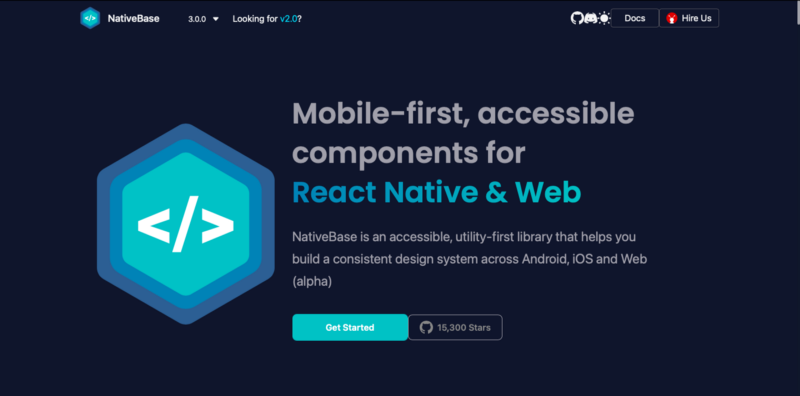 </> NativeBase 3.0.0 Looking for v2.0? Docs Hire Us
Mobile-first, accessible
components for
React Native & Web
</>
NativeBase is an accessible, utility-first library that helps you
build a consistent design system across Android, iOS and Web
(alpha)
Get Started 15,300 Stars